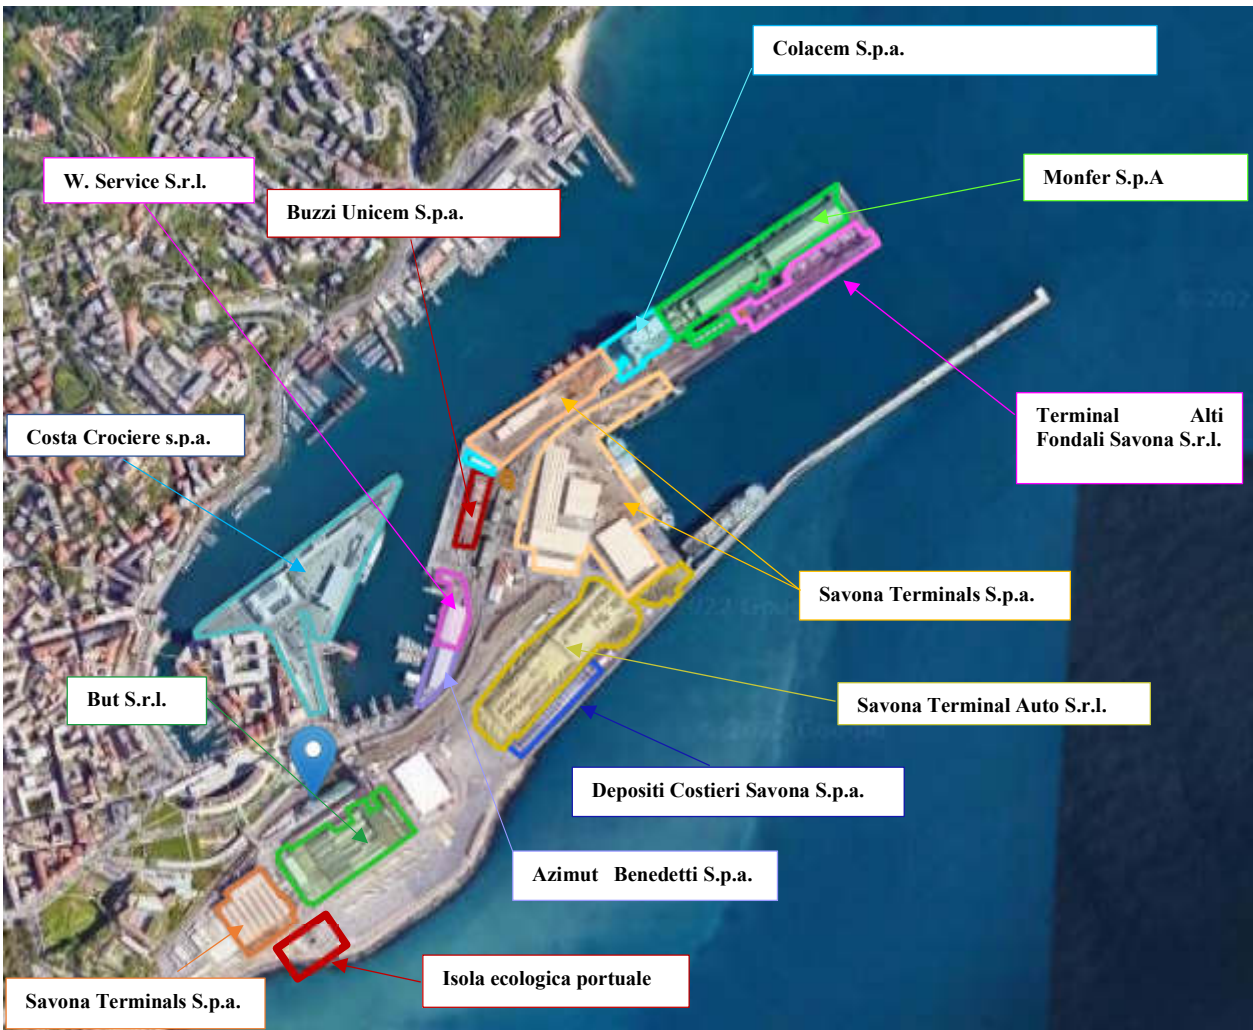 Colacem S.p.a.
Monfer S.p.A
W. Service S.r.l.
Buzzi Unicem S.p.a.
Terminal Alti
Fondali Savona S.r.l.
Costa Crociere s.p.a.
Savona Terminals S.p.a.
But S.r.l.
Savona Terminal Auto S.r.l.
Depositi Costieri Savona S.p.a.
Azimut Benedetti S.p.a.
Isola ecologica portuale
Savona Terminals S.p.a.